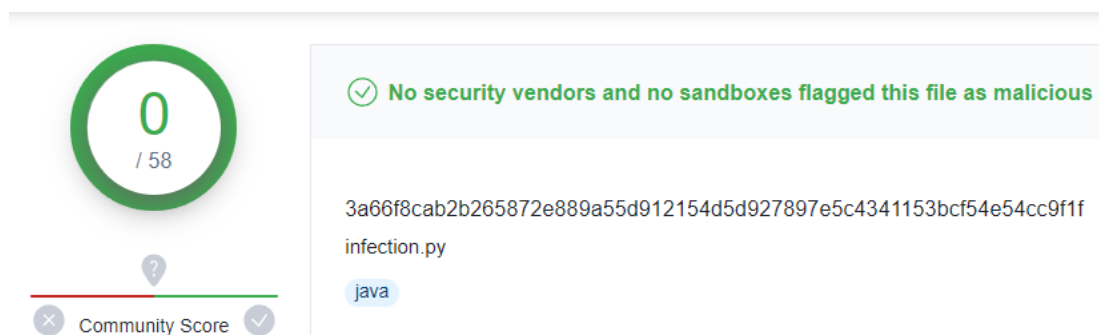 0
/ 58
No security vendors and no sandboxes flagged this file as malicious
3a66f8cab2b265872e889a55d912154d5d927897e5c4341153bcf54e54cc9f1f
infection.py
java
?
Community Score